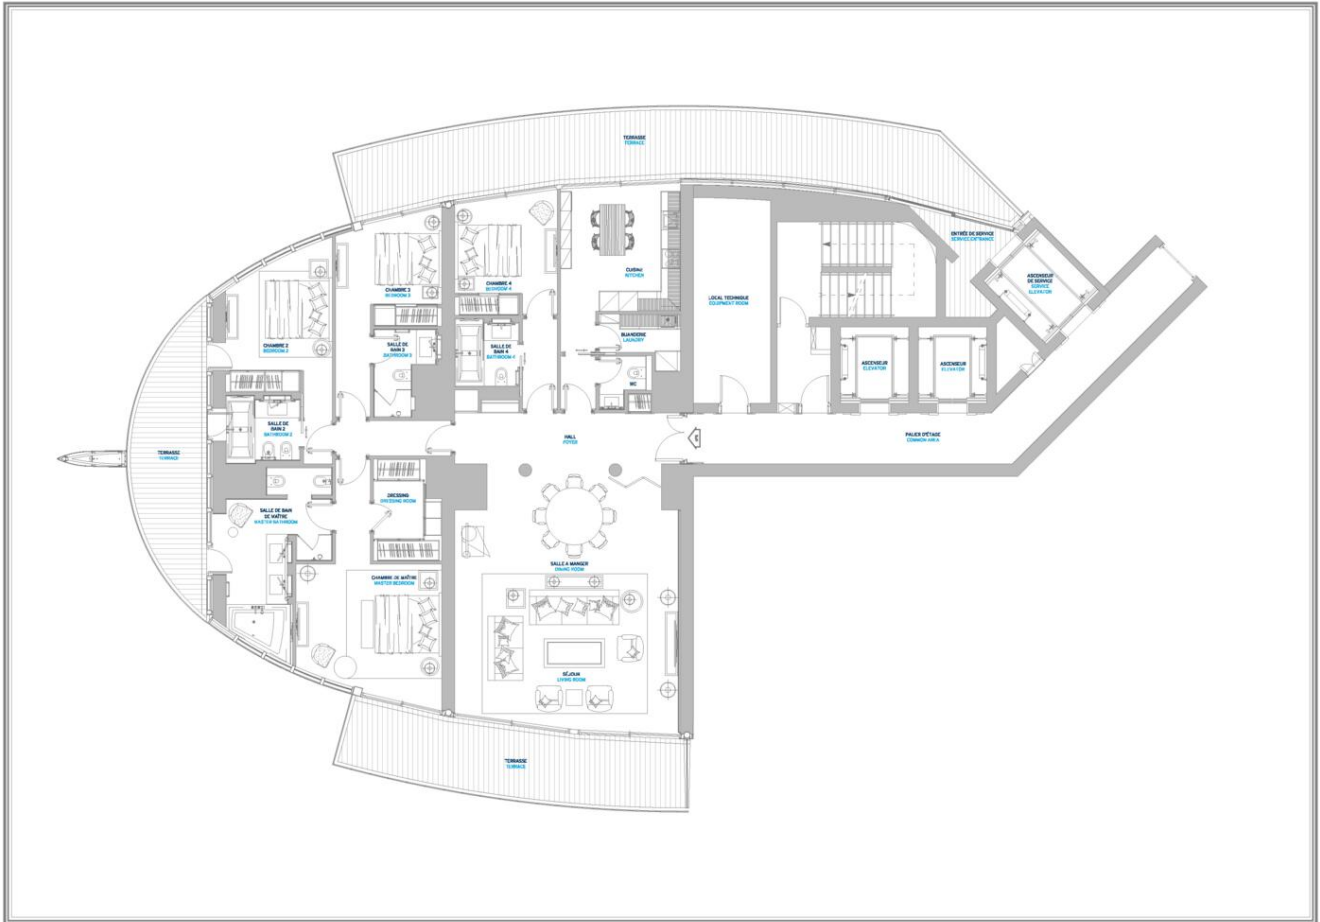 TERRASSE
TERRACE
ENTRÉE DE SERVICE
SERVICE ENTRANCE
ASCENSEUR
DE SERVICE
SERVICE
ELEVATOR
CUISINE
KITCHEN
CHAMBRE 4
BEDROOM 4
CHAMBRE 3
BEDROOM 3
LOCAL TECHNIQUE
EQUIPMENT ROOM
BUANDERIE
LAUNDRY
CHAMBRE 2
BEDROOM 2
SALLE DE
BAIN 3
BATHROOM 3
SALLE DE
BAIN 4
BATHROOM 4
WC
ASCENSEUR
ELEVATOR
ASCENSEUR
ELEVATOR
SALLE DE
BAIN 2
BATHROOM 2
HALL
FOYER
PALIER D'ÉTAGE
COMMON AREA
TERRASSE
TERRACE
DRESSING
DRESSING ROOM
SALLE DE BAIN
DE MAÎTRE
MASTER BATHROOM
SALLE A MANGER
DINING ROOM
CHAMBRE DE MAÎTRE
MASTER BEDROOM
SÉJOUR
LIVING ROOM
TERRASSE
TERRACE